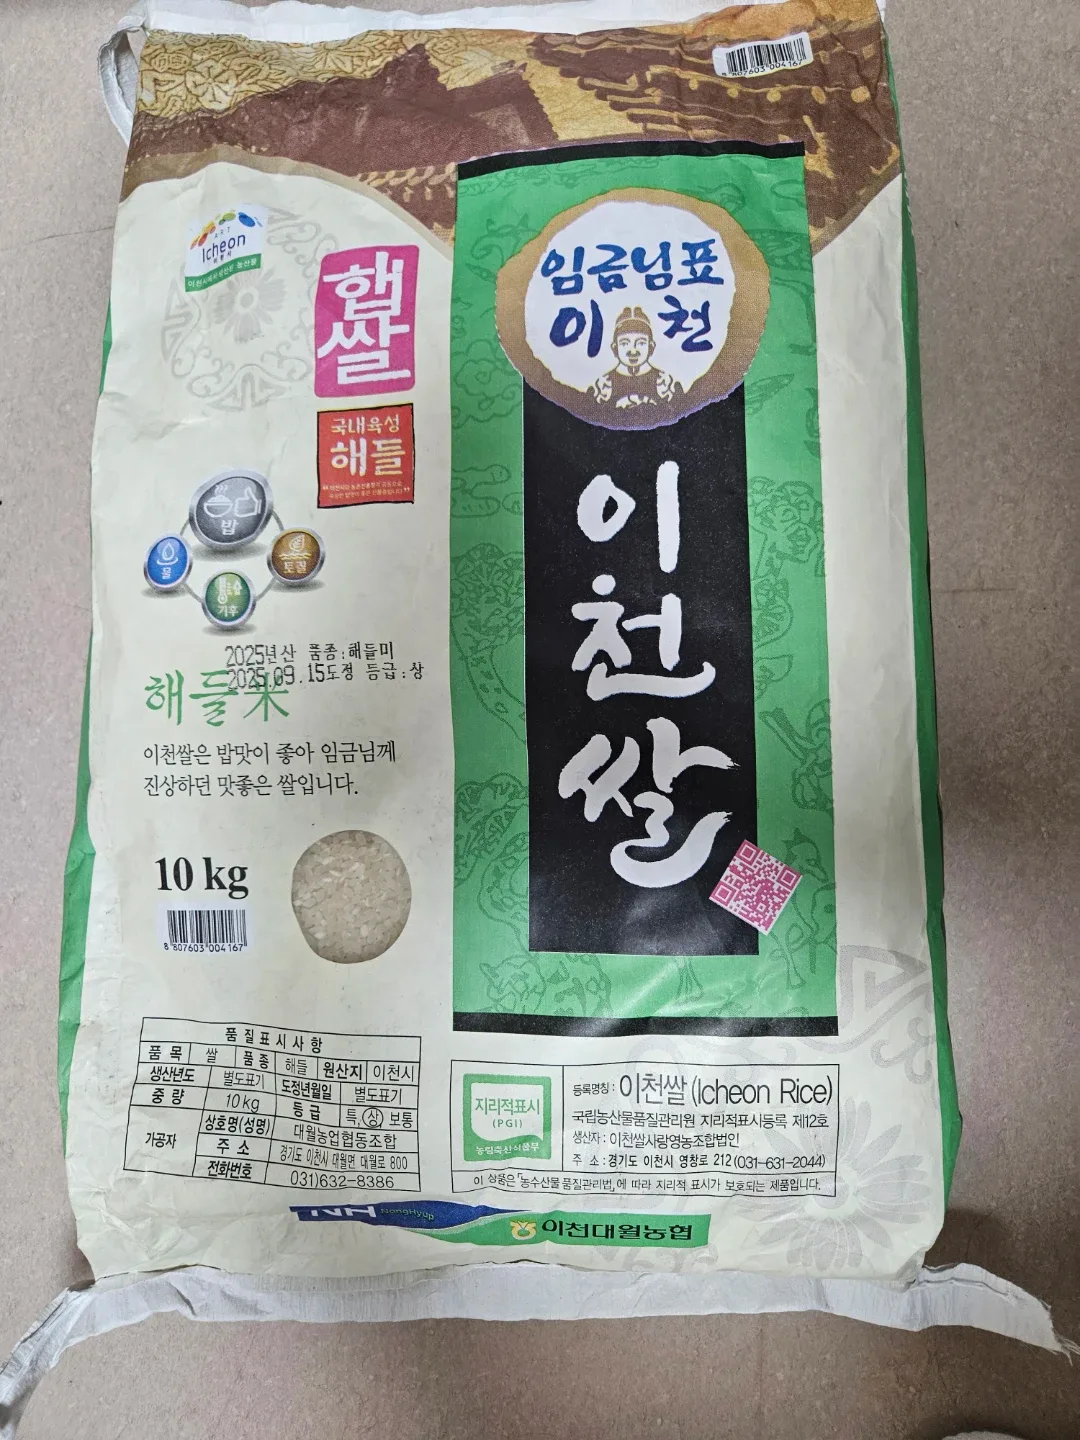 8 807603 004167
ART
Icheon
이천시
햅쌀
국내육성
해들
임금님표
이천
이천쌀
밥
물
토질
기후
2025년산 품종:해들미
2025.09.15도정 등급:상
해들米
이천쌀은 밥맛이 좋아 임금님께
진상하던 맛좋은 쌀입니다.
10 kg
8 807603 004167
품질표시사항
품 목 쌀 품종 해들 원산지 이천시
생산년도 별도표기 도정년월일 별도표기
중 량 10kg 등 급 특, 상, 보통
가공자 상호명(성명) 대월농업협동조합
주 소 경기도 이천시 대월면 대월로 800
전화번호 031)632-8386
지리적표시
(PGI)
농림축산식품부
등록명칭 : 이천쌀 (Icheon Rice)
국립농산물품질관리원 지리적표시등록 제12호
생산자 : 이천쌀사랑영농조합법인
주 소 : 경기도 이천시 영창로 212 (031-631-2044)
이 상품은 「농수산물 품질관리법」에 따라 지리적 표시가 보호되는 제품입니다.
NH NongHyup
이천대월농협